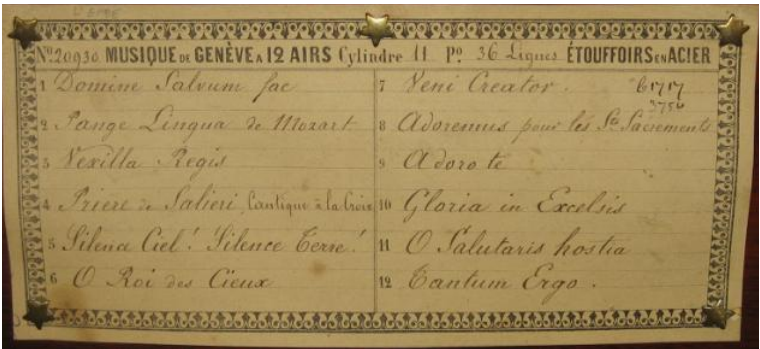 No. 20930 MUSIQUE DE GENÈVE A 12 AIRS Cylindre 11 Po. 36 Lignes ÉTOUFFOIRS EN ACIER
1 Domine Salvum fac
2 Pange Lingua de Mozart
3 Vexilla Regis
4 Priere de Salieri, Cantique à la Croix
5 Silence Ciel! Silence Terre!
6 O Roi des Cieux
7 Veni Creator.
8 Adoremus pour les St. Sacrements
9 Adoro te
10 Gloria in Excelsis
11 O Salutaris hostia
12 Tantum Ergo.